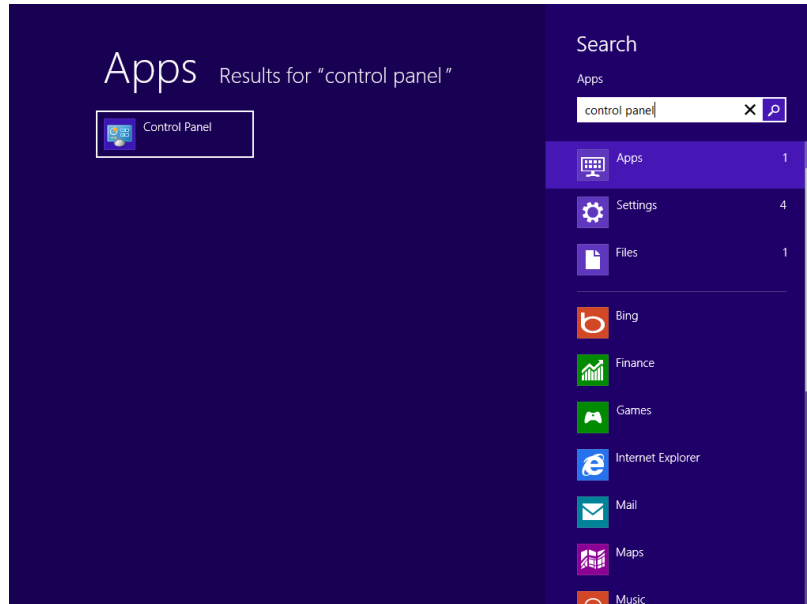 Apps Results for “control panel”
Control Panel
Search
Apps
control panel
Apps 1
Settings 4
Files 1
Bing
Finance
Games
Internet Explorer
Mail
Maps
Music